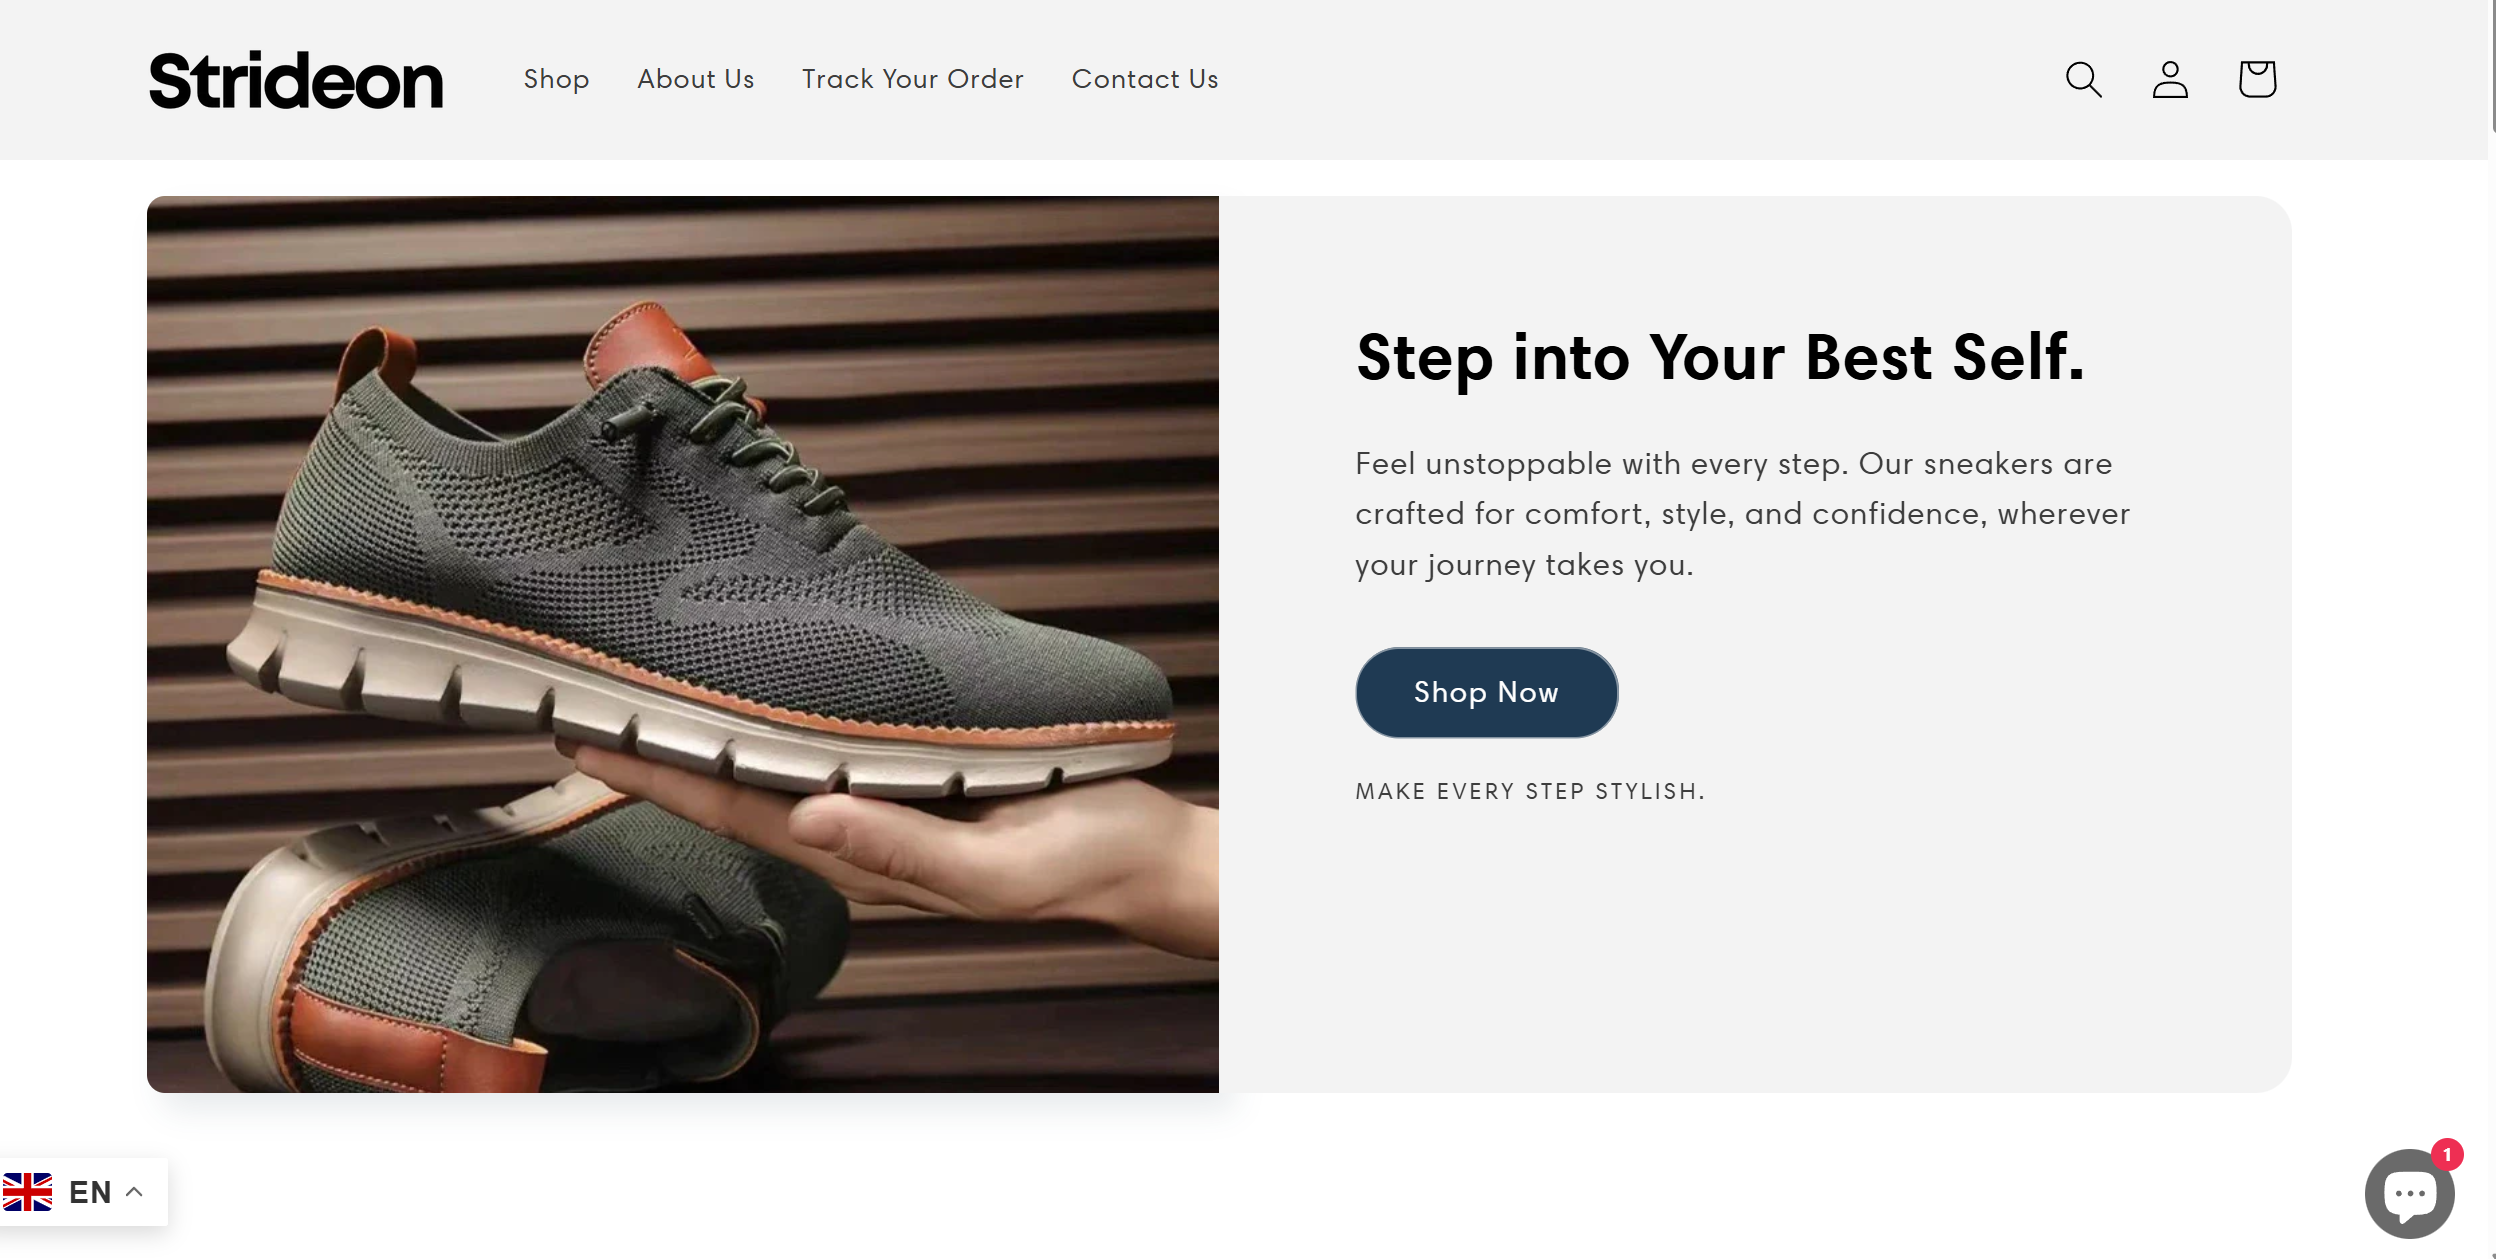 Strideon
Shop
About Us
Track Your Order
Contact Us
Step into Your Best Self.
Feel unstoppable with every step. Our sneakers are
crafted for comfort, style, and confidence, wherever
your journey takes you.
Shop Now
MAKE EVERY STEP STYLISH.
EN
1